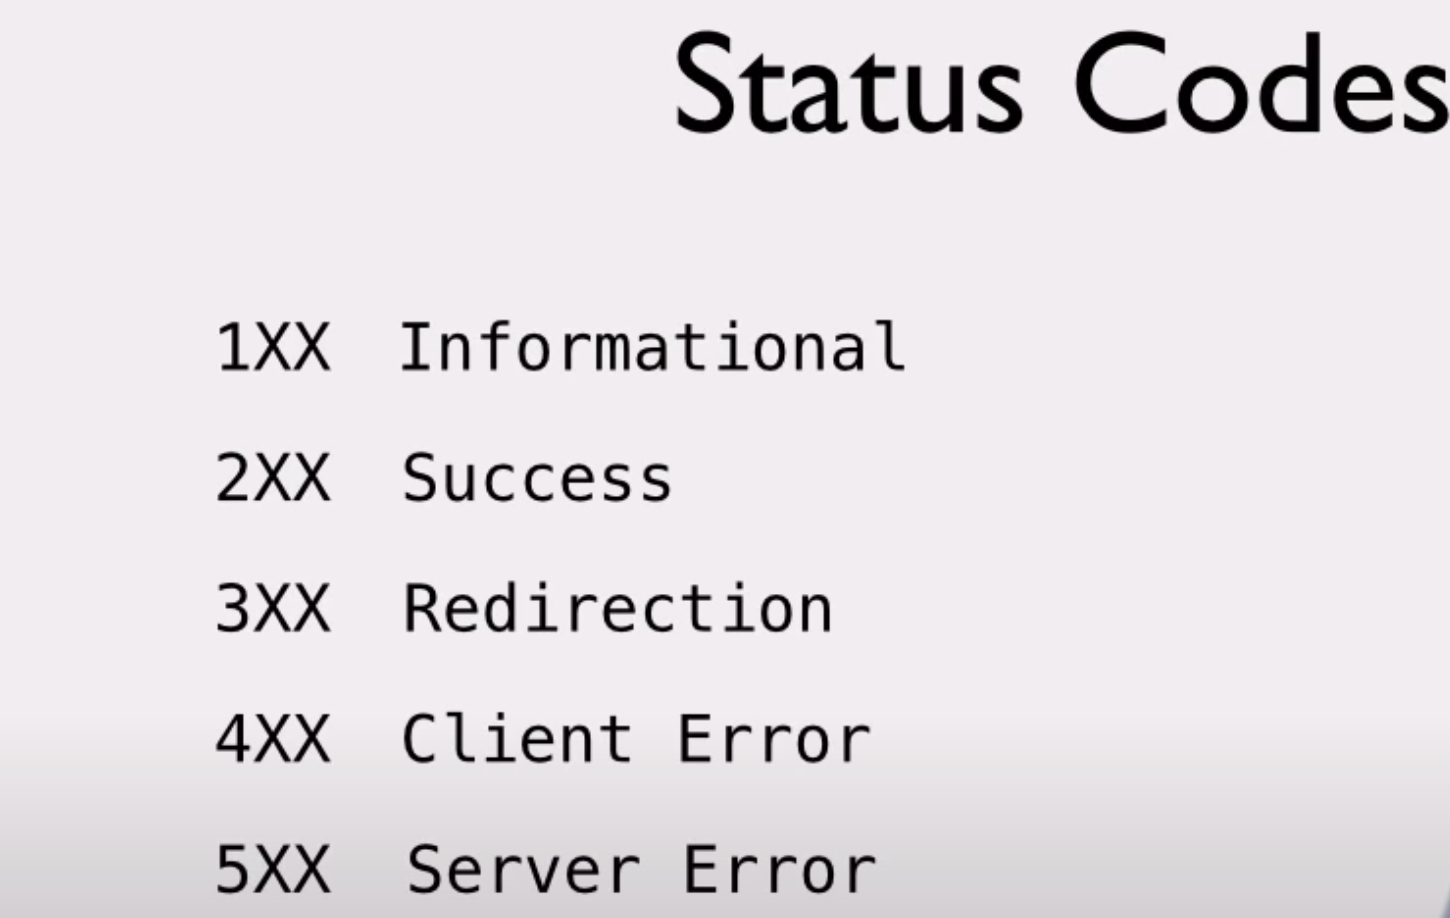 Status Codes
1XX Informational
2XX Success
3XX Redirection
4XX Client Error
5XX Server Error